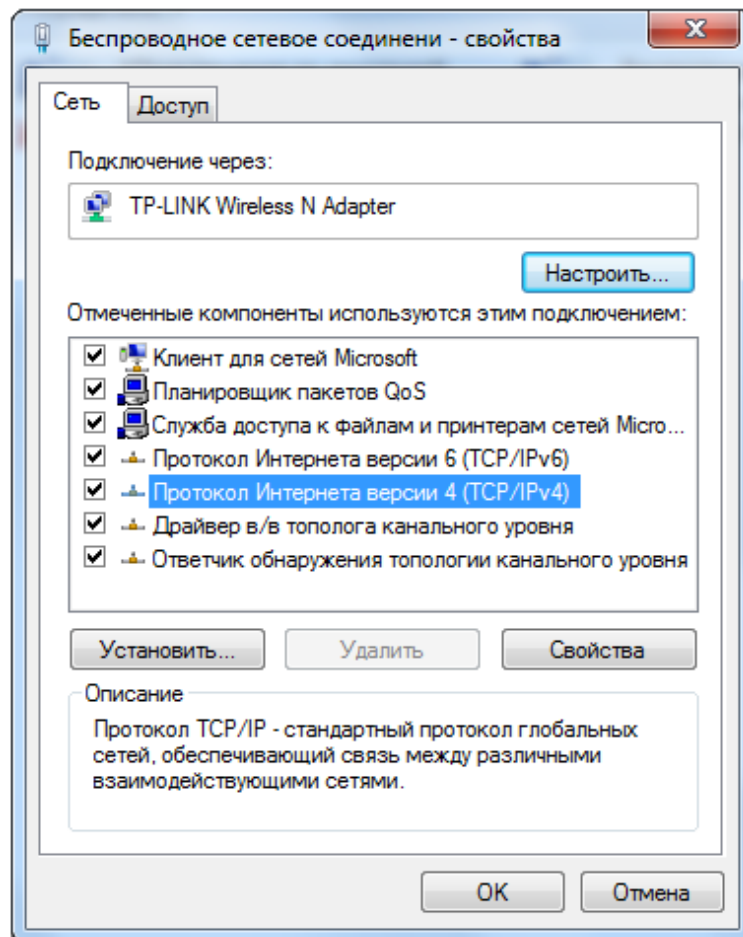 Беспроводное сетевое соединени - свойства
Сеть
Доступ
Подключение через:
TP-LINK Wireless N Adapter
Настроить...
Отмеченные компоненты используются этим подключением:
Клиент для сетей Microsoft
Планировщик пакетов QoS
Служба доступа к файлам и принтерам сетей Micro...
Протокол Интернета версии 6 (TCP/IPv6)
Протокол Интернета версии 4 (TCP/IPv4)
Драйвер в/в тополога канального уровня
Ответчик обнаружения топологии канального уровня
Установить...
Удалить
Свойства
Описание
Протокол TCP/IP - стандартный протокол глобальных
сетей, обеспечивающий связь между различными
взаимодействующими сетями.
OK
Отмена